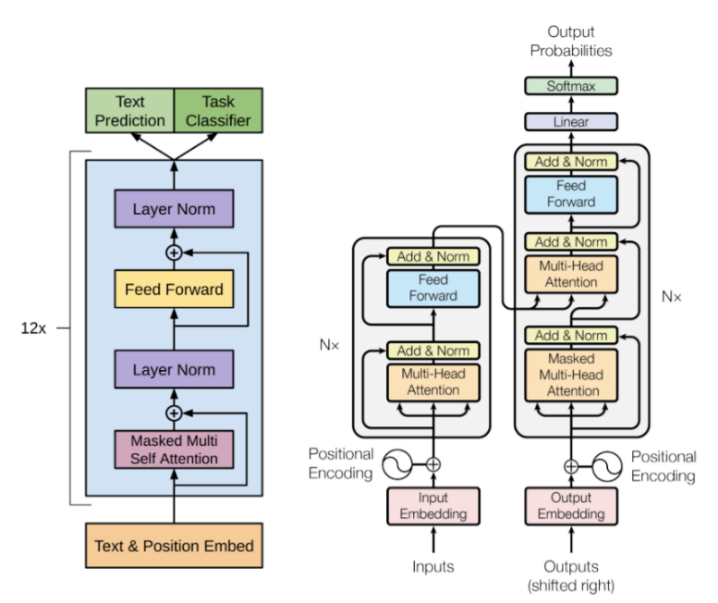 Text
Prediction
Task
Classifier
Layer Norm
Feed Forward
12x
Layer Norm
Masked Multi
Self Attention
Text & Position Embed
Output
Probabilities
Softmax
Linear
Add & Norm
Feed
Forward
Add & Norm
Multi-Head
Attention
Nx
Add & Norm
Masked
Multi-Head
Attention
Positional
Encoding
Output
Embedding
Outputs
(shifted right)
Add & Norm
Feed
Forward
Nx
Add & Norm
Multi-Head
Attention
Positional
Encoding
Input
Embedding
Inputs